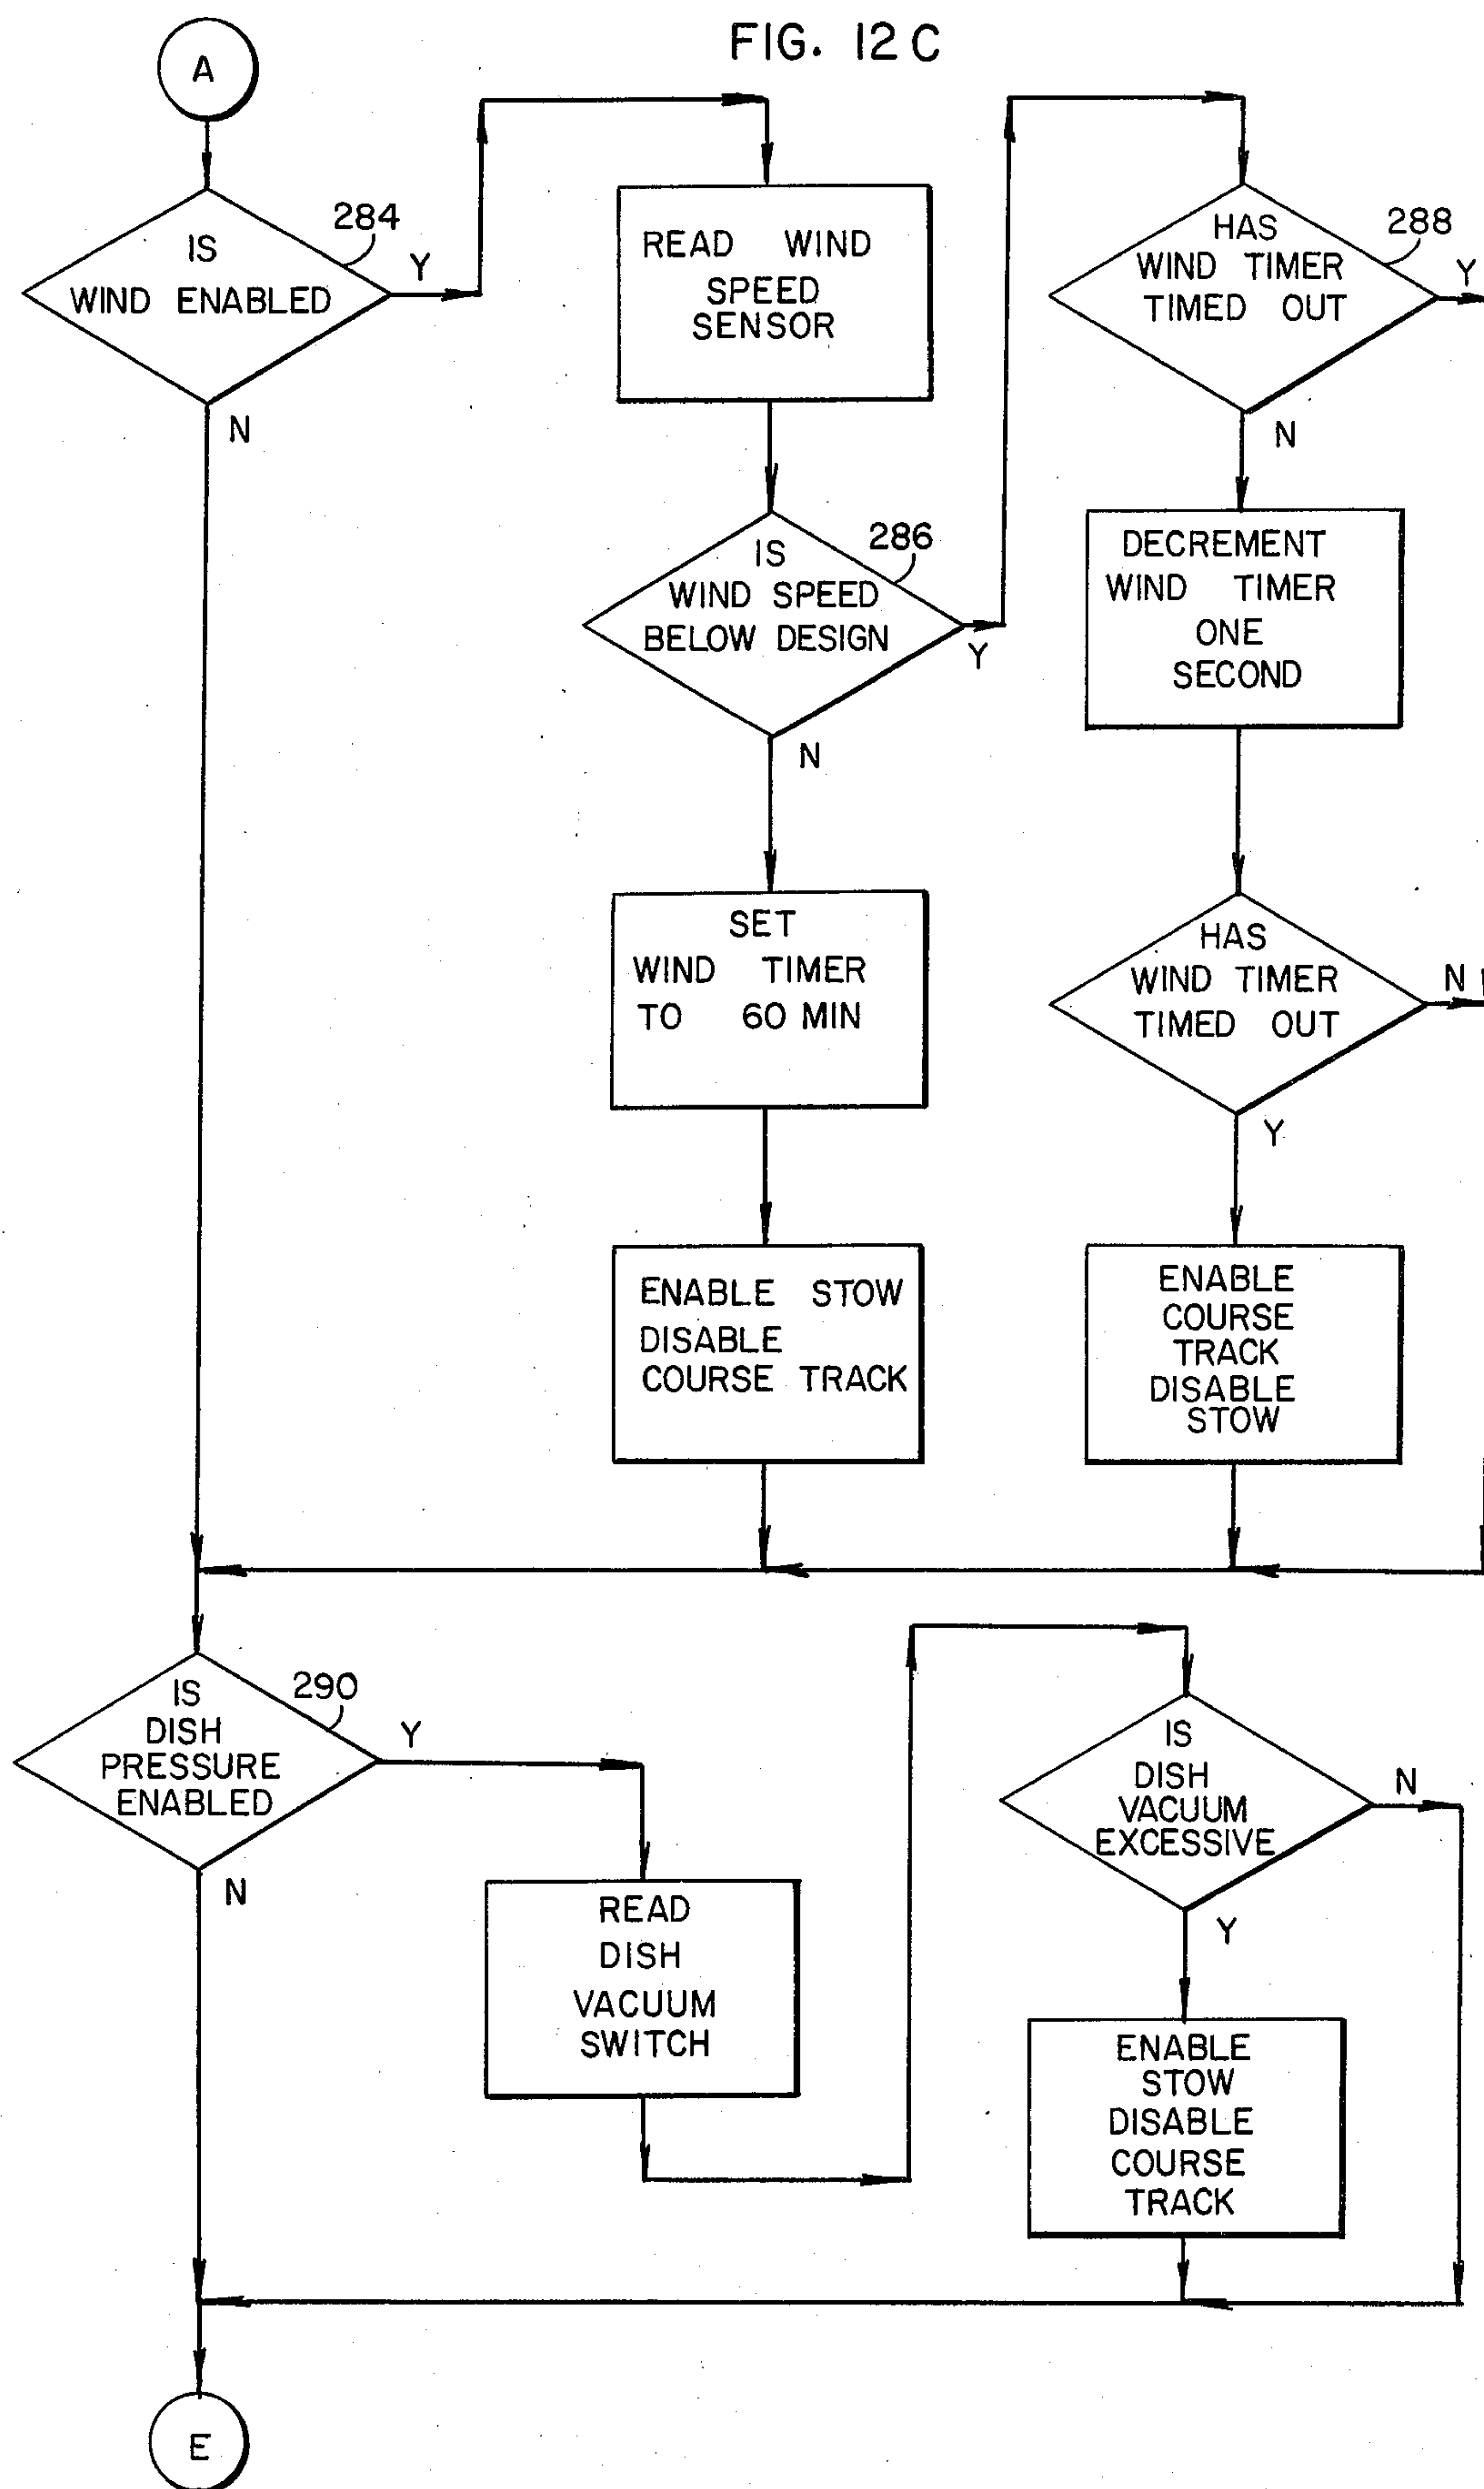 FIG. 12 C
A
IS
WIND ENABLED
284
Y
N
READ WIND
SPEED
SENSOR
IS
WIND SPEED
BELOW DESIGN
286
Y
N
SET
WIND TIMER
TO 60 MIN
ENABLE STOW
DISABLE
COURSE TRACK
HAS
WIND TIMER
TIMED OUT
288
Y
N
DECREMENT
WIND TIMER
ONE
SECOND
HAS
WIND TIMER
TIMED OUT
N
Y
ENABLE
COURSE
TRACK
DISABLE
STOW
IS
DISH
PRESSURE
ENABLED
290
Y
N
READ
DISH
VACUUM
SWITCH
IS
DISH
VACUUM
EXCESSIVE
N
Y
ENABLE
STOW
DISABLE
COURSE
TRACK
E